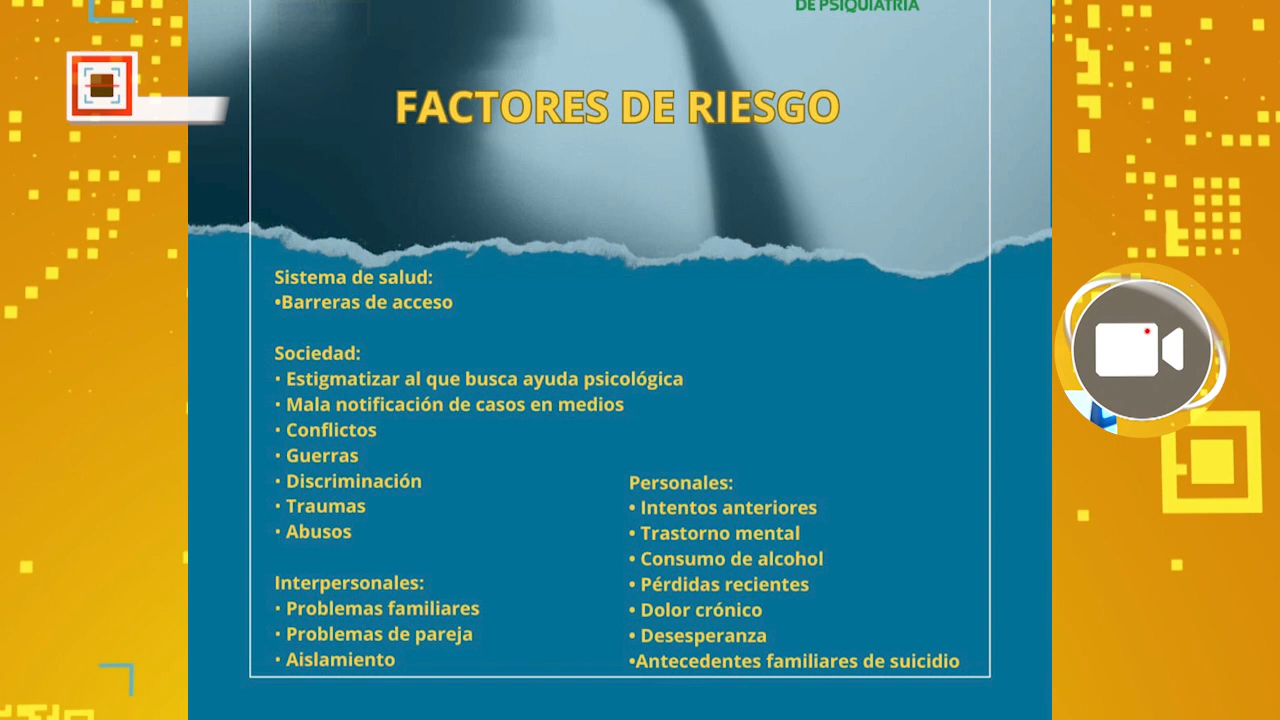 DE PSIQUIATRÍA
FACTORES DE RIESGO
Sistema de salud:
•Barreras de acceso
Sociedad:
• Estigmatizar al que busca ayuda psicológica
• Mala notificación de casos en medios
• Conflictos
• Guerras
• Discriminación
• Traumas
• Abusos
Interpersonales:
• Problemas familiares
• Problemas de pareja
• Aislamiento
Personales:
• Intentos anteriores
• Trastorno mental
• Consumo de alcohol
• Pérdidas recientes
• Dolor crónico
• Desesperanza
•Antecedentes familiares de suicidio